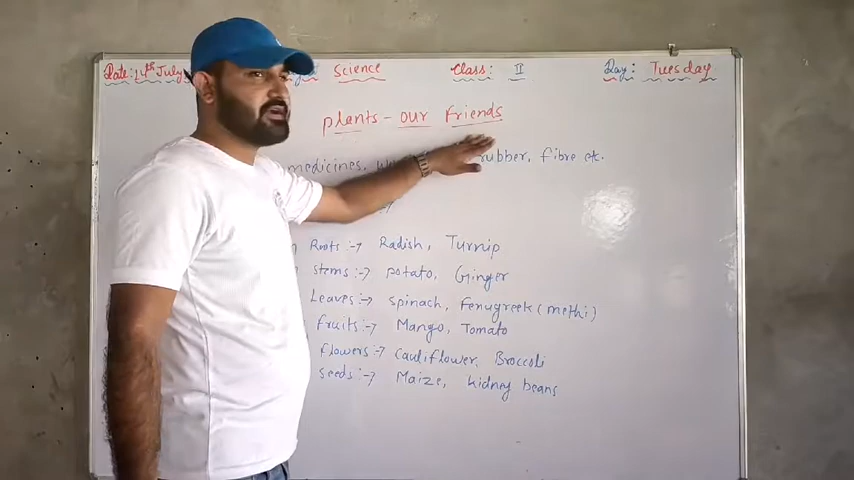 Date: 14th July Science Class: II Day: Tuesday
plants - our friends
medicines, rubber, fibre etc.
Roots :→ Radish, Turnip
Stems :→ potato, Ginger
Leaves :→ spinach, Fenugreek (methi)
fruits :→ Mango, Tomato
flowers :→ Cauliflower, Broccoli
seeds :→ Maize, kidney beans